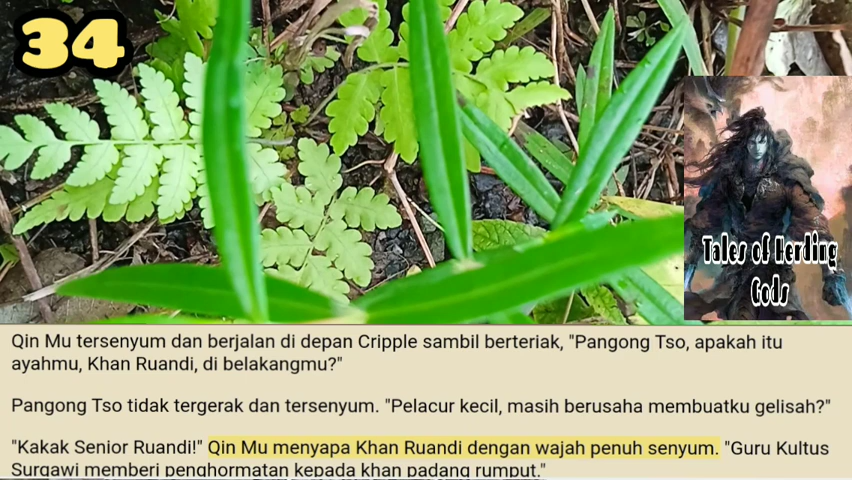 34
Tales of Herding
Gods
Qin Mu tersenyum dan berjalan di depan Cripple sambil berteriak, "Pangong Tso, apakah itu
ayahmu, Khan Ruandi, di belakangmu?"
Pangong Tso tidak tergerak dan tersenyum. "Pelacur kecil, masih berusaha membuatku gelisah?"
"Kakak Senior Ruandi!" Qin Mu menyapa Khan Ruandi dengan wajah penuh senyum. "Guru Kultus
Surgawi memberi penghormatan kepada khan padang rumput."